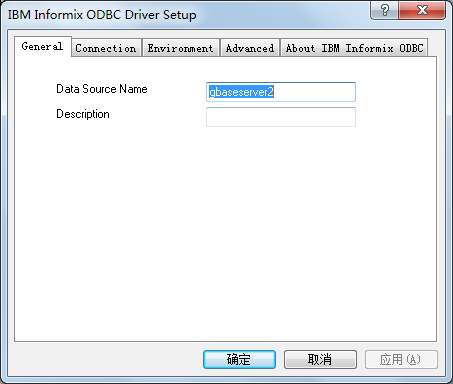 IBM Informix ODBC Driver Setup
General Connection Environment Advanced About IBM Informix ODBC
Data Source Name gbaseserver2
Description
确定 取消 应用(A)